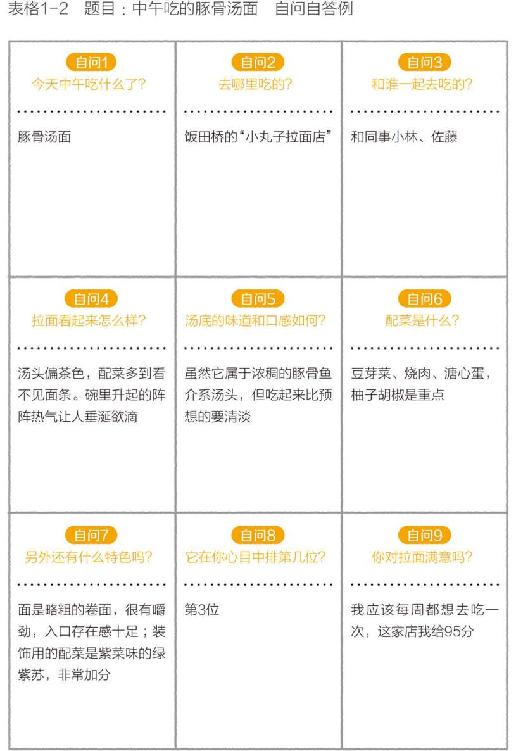 表格1-2 题目：中午吃的豚骨汤面 自问自答例
自问1
今天中午吃什么了？
豚骨汤面
自问2
去哪里吃的？
饭田桥的“小丸子拉面店”
自问3
和谁一起去吃的？
和同事小林、佐藤
自问4
拉面看起来怎么样？
汤头偏茶色，配菜多到看
不见面条。碗里升起的阵
阵热气让人垂涎欲滴
自问5
汤底的味道和口感如何？
虽然它属于浓稠的豚骨鱼
介系汤头，但吃起来比预
想的要清淡
自问6
配菜是什么？
豆芽菜、烧肉、溏心蛋，
柚子胡椒是重点
自问7
另外还有什么特色吗？
面是略粗的卷面，很有嚼
劲，入口存在感十足；装
饰用的配菜是紫菜味的绿
紫苏，非常加分
自问8
它在你心目中排第几位？
第3位
自问9
你对拉面满意吗？
我应该每周都想去吃一
次，这家店我给95分